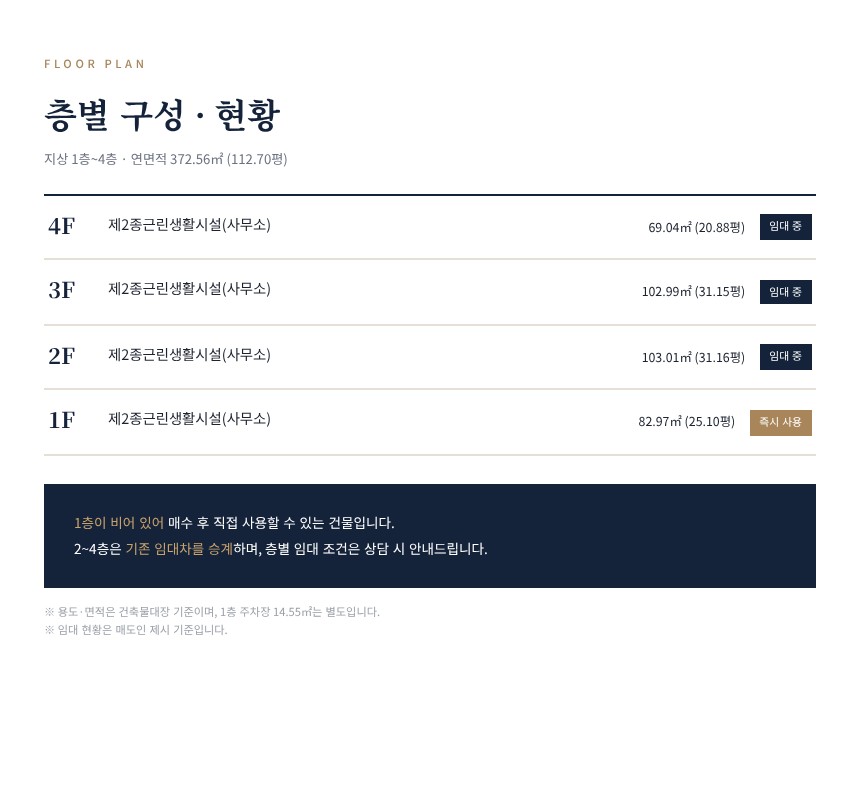 FLOOR PLAN
층별 구성 · 현황
지상 1층~4층 · 연면적 372.56㎡ (112.70평)
4F 제2종근린생활시설(사무소) 69.04㎡ (20.88평) 임대 중
3F 제2종근린생활시설(사무소) 102.99㎡ (31.15평) 임대 중
2F 제2종근린생활시설(사무소) 103.01㎡ (31.16평) 임대 중
1F 제2종근린생활시설(사무소) 82.97㎡ (25.10평) 즉시 사용
1층이 비어 있어 매수 후 직접 사용할 수 있는 건물입니다.
2~4층은 기존 임대차를 승계하며, 층별 임대 조건은 상담 시 안내드립니다.
※ 용도·면적은 건축물대장 기준이며, 1층 주차장 14.55㎡는 별도입니다.
※ 임대 현황은 매도인 제시 기준입니다.